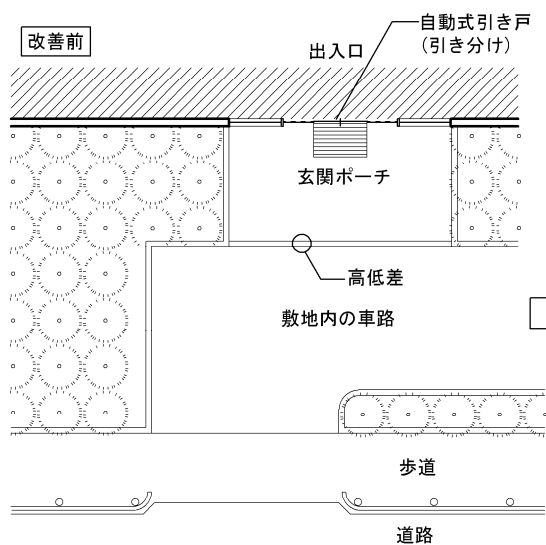 改善前
自動式引き戸
(引き分け)
出入口
玄関ポーチ
高低差
敷地内の車路
歩道
道路